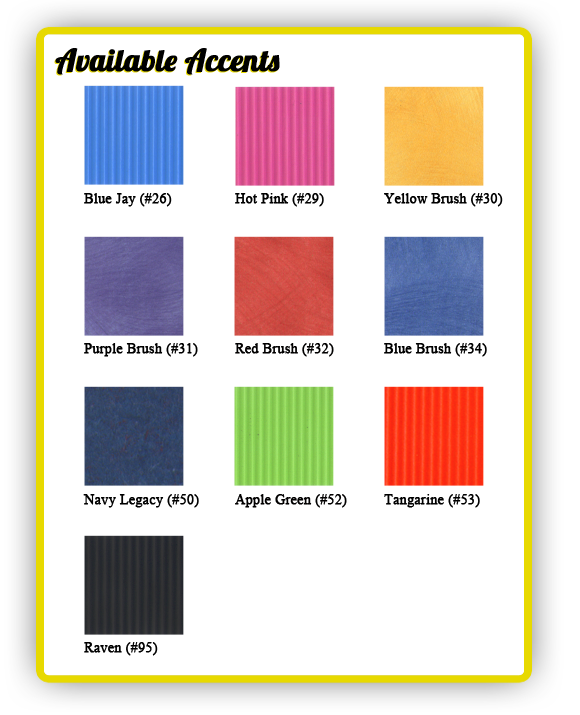 Available Accents
Blue Jay (#26)
Hot Pink (#29)
Yellow Brush (#30)
Purple Brush (#31)
Red Brush (#32)
Blue Brush (#34)
Navy Legacy (#50)
Apple Green (#52)
Tangarine (#53)
Raven (#95)